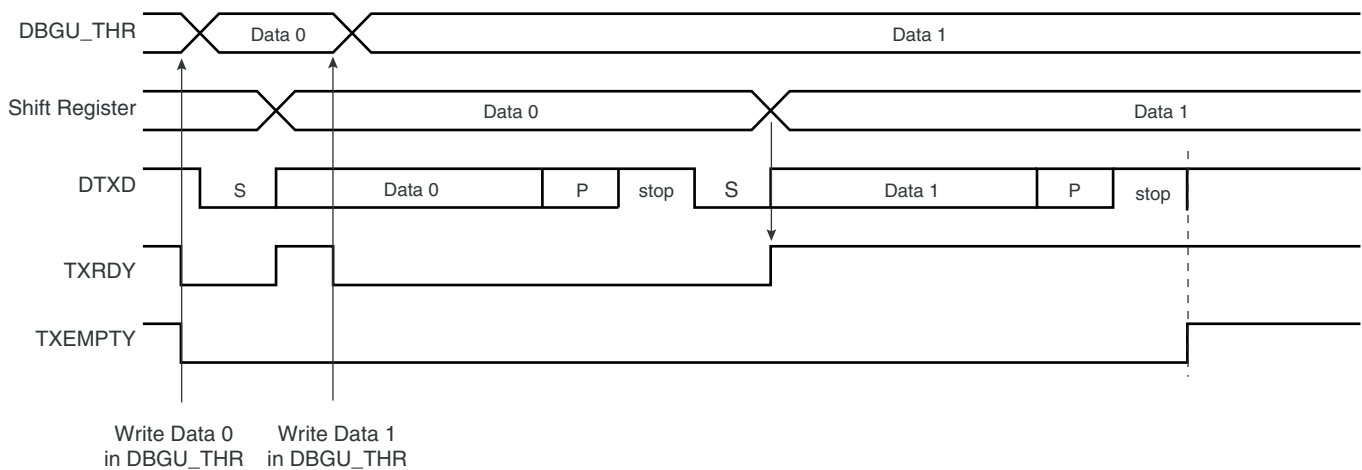 DBGU_THR
Data 0
Data 1
Shift Register
Data 0
Data 1
DTXD
S
Data 0
P
stop
S
Data 1
P
stop
TXRDY
TXEMPTY
Write Data 0
in DBGU_THR
Write Data 1
in DBGU_THR